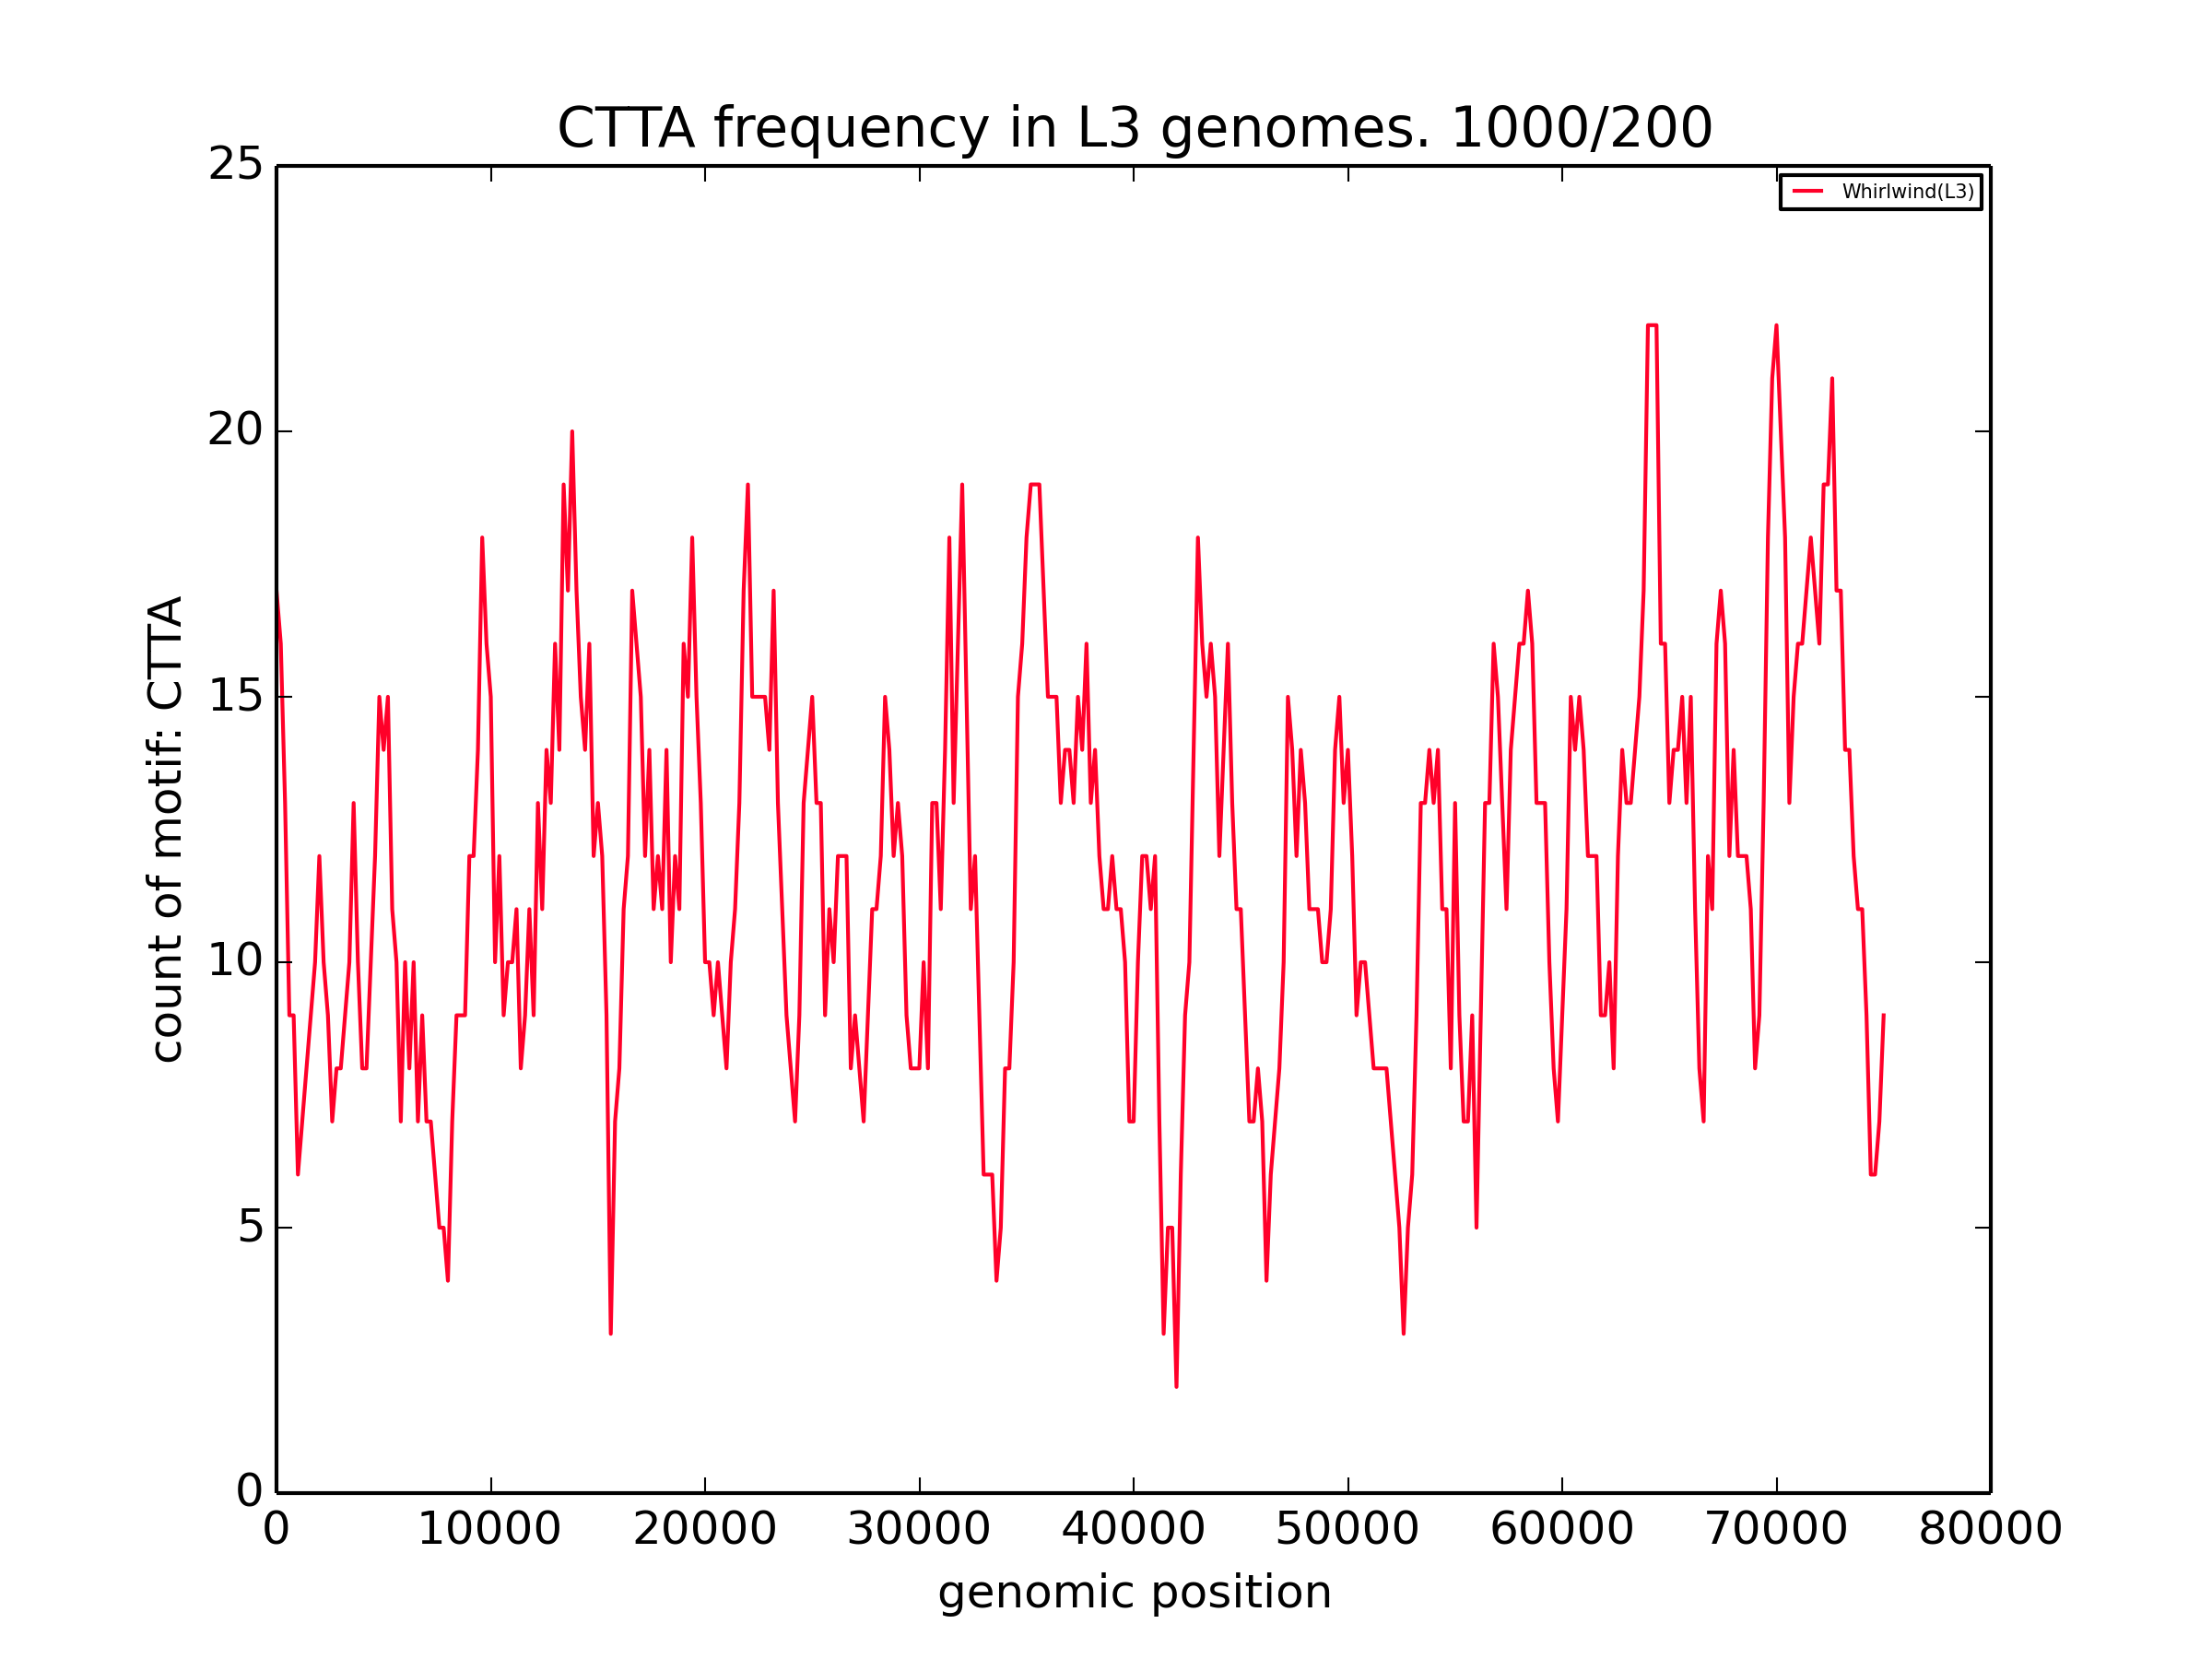 CTTA frequency in L3 genomes. 1000/200
Whirlwind(L3)
count of motif: CTTA
25
20
15
10
5
0
0 10000 20000 30000 40000 50000 60000 70000 80000
genomic position